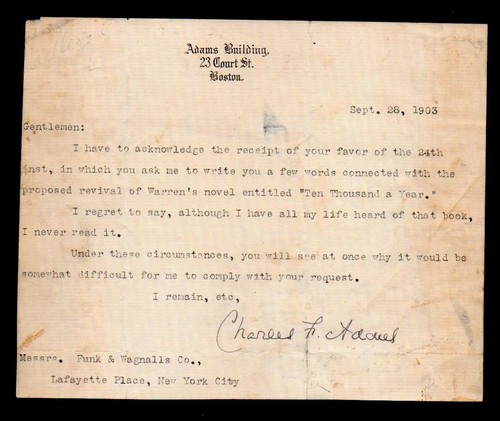 Adams Building,
23 Court St.
Boston.
Sept. 28, 1903
Gentlemen:
I have to acknowledge the receipt of your favor of the 24th
inst, in which you ask me to write you a few words connected with the
proposed revival of Warren's novel entitled "Ten Thousand a Year."
I regret to say, although I have all my life heard of that book,
I never read it.
Under these circumstances, you will see at once why it would be
somewhat difficult for me to comply with your request.
I remain, etc,
Charles F. Adams
Messrs. Funk & Wagnalls Co.,
Lafayette Place, New York City